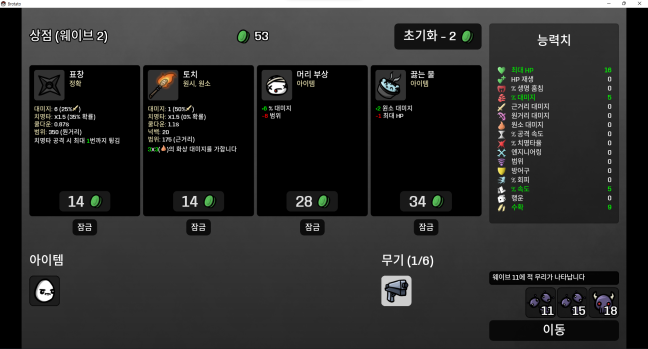 Brotato
상점 (웨이브 2)
53
초기화 - 2
능력치
표창
정확
대미지: 6 (25%)
치명타: X1.5 (35% 확률)
쿨다운: 0.87s
범위: 350 (원거리)
치명타 공격 시 최대 1번까지 튕김
14
잠금
토치
원시, 원소
대미지: 1 (50%)
치명타: X1.5 (0% 확률)
쿨다운: 1.1s
넉백: 20
범위: 175 (근거리)
3x3()의 화상 대미지를 가합니다
14
잠금
머리 부상
아이템
+6 % 대미지
-8 범위
28
잠금
끓는 물
아이템
+2 원소 대미지
-1 최대 HP
34
잠금
최대 HP 16
HP 재생 0
% 생명 훔침 0
% 대미지 5
근거리 대미지 0
원거리 대미지 0
원소 대미지 0
% 공격 속도 0
% 치명타율 0
엔지니어링 0
범위 0
방어구 0
% 회피 0
% 속도 5
행운 0
수확 9
아이템
무기 (1/6)
웨이브 11에 적 무리가 나타납니다
11
15
18
이동